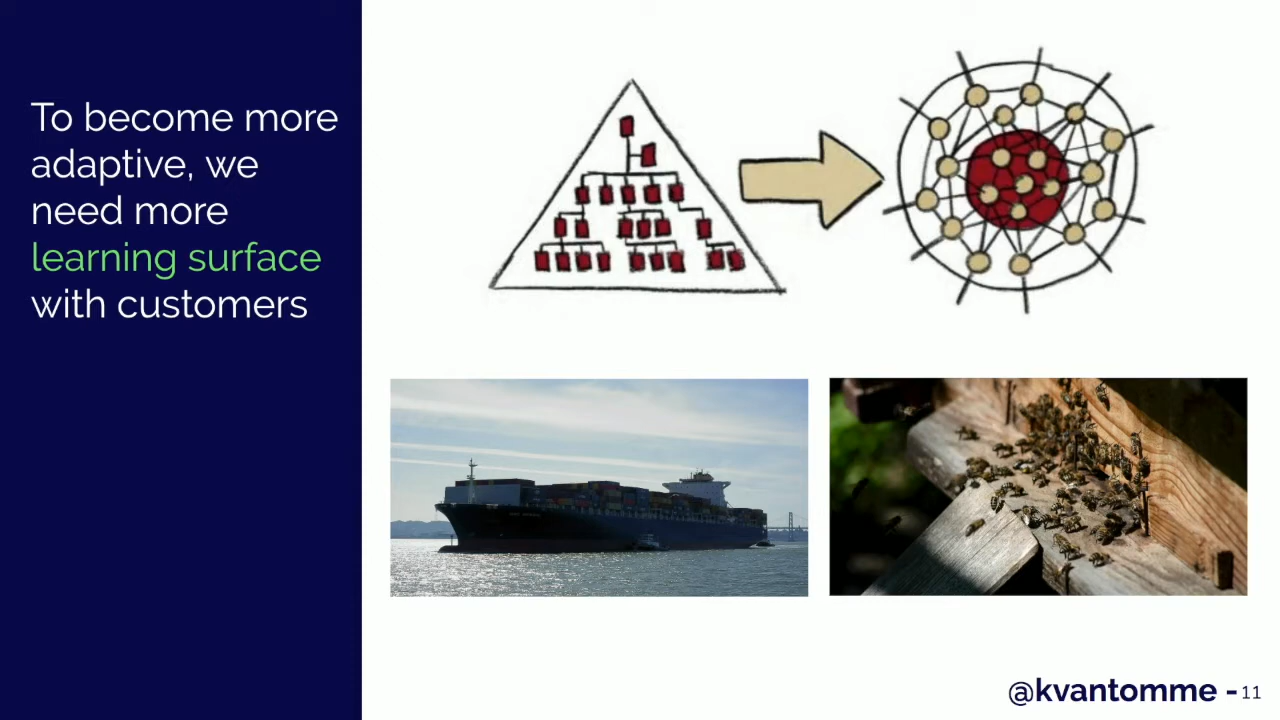 To become more
adaptive, we
need more
learning surface
with customers
@kvantomme - 11